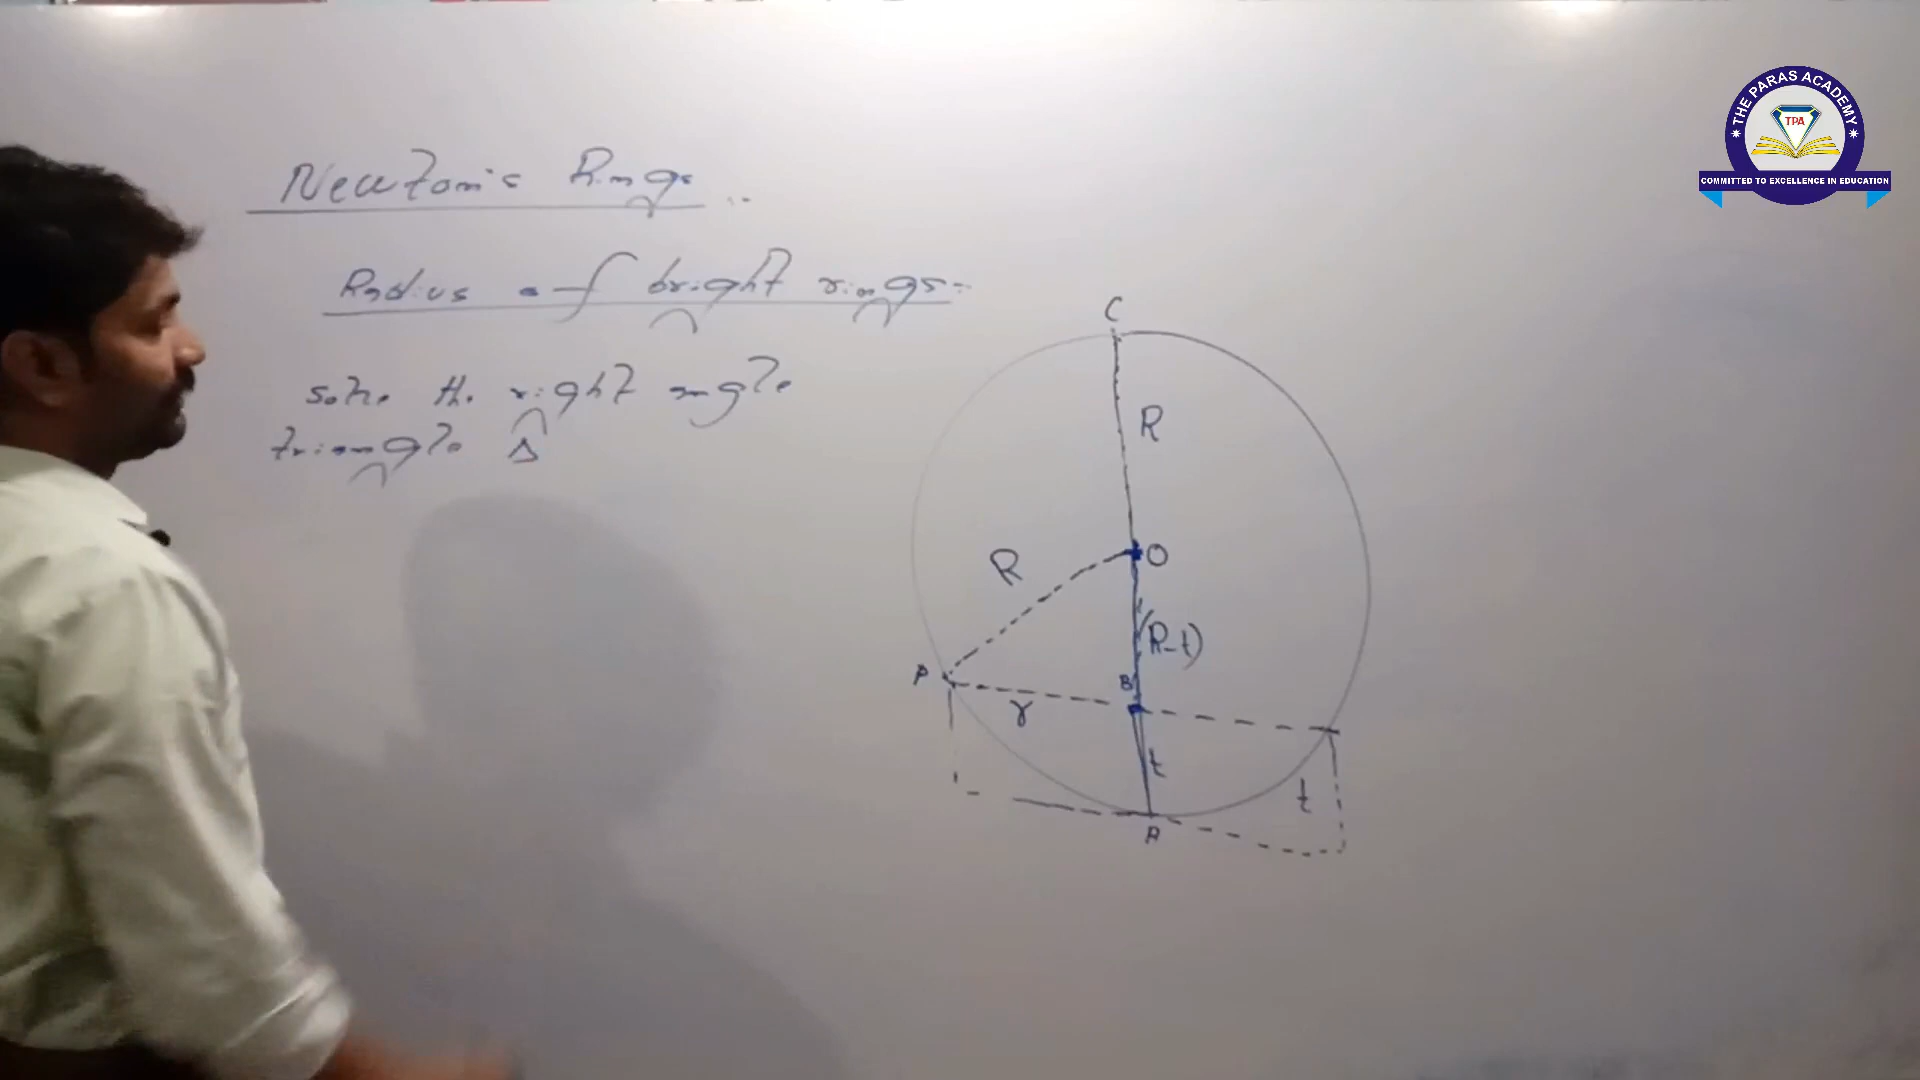 Newton's Rings
Radius of bright rings:-
solve the right angle
triangle Δ
C
R
O
R
(R-t)
P
B
r
t
t
A
THE PARAS ACADEMY
TPA
COMMITTED TO EXCELLENCE IN EDUCATION